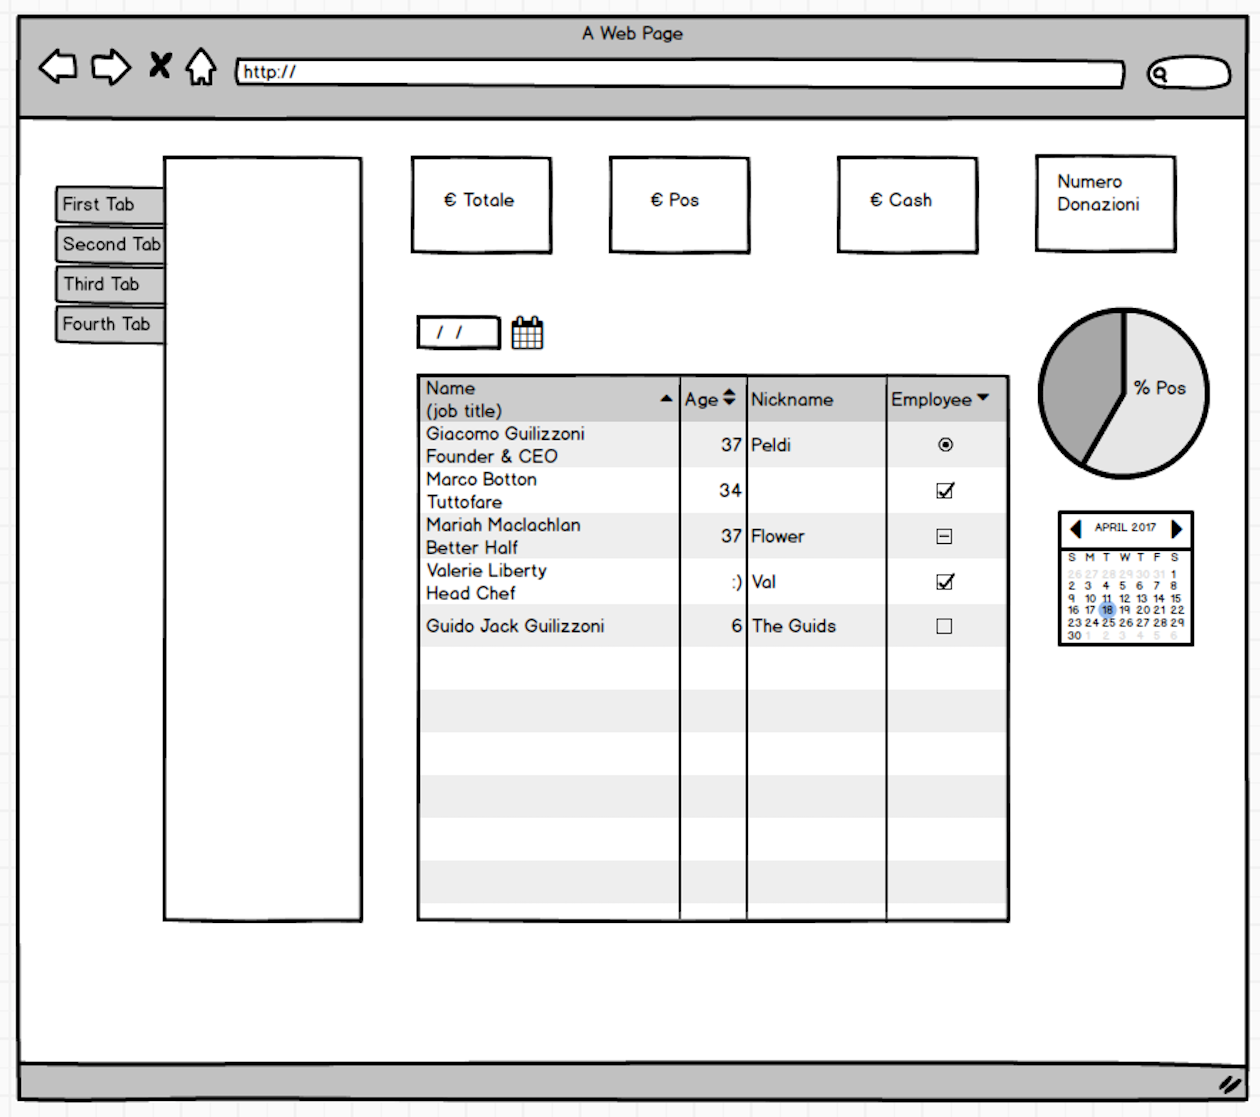 A Web Page
http://
First Tab
Second Tab
Third Tab
Fourth Tab
€ Totale
€ Pos
€ Cash
Numero
Donazioni
/ /
Name
(job title)
Age
Nickname
Employee
Giacomo Guilizzoni
Founder & CEO
37
Peldi
Marco Botton
Tuttofare
34
Mariah Maclachlan
Better Half
37
Flower
Valerie Liberty
Head Chef
:)
Val
Guido Jack Guilizzoni
6
The Guids
% Pos
APRIL 2017
S M T W T F S
26 27 28 29 30 31 1
2 3 4 5 6 7 8
9 10 11 12 13 14 15
16 17 18 19 20 21 22
23 24 25 26 27 28 29
30 1 2 3 4 5 6